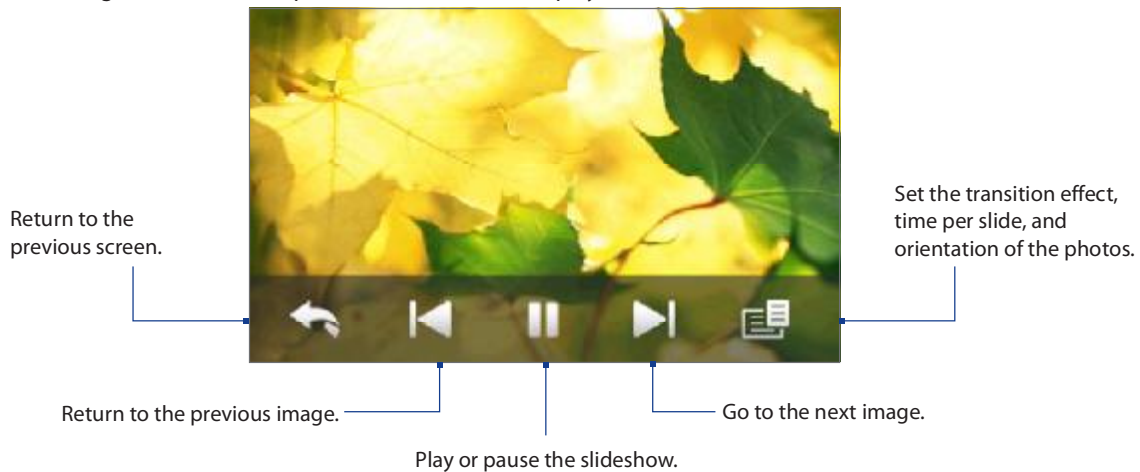 Return to the
previous screen.
Set the transition effect,
time per slide, and
orientation of the photos.
Return to the previous image.
Go to the next image.
Play or pause the slideshow.